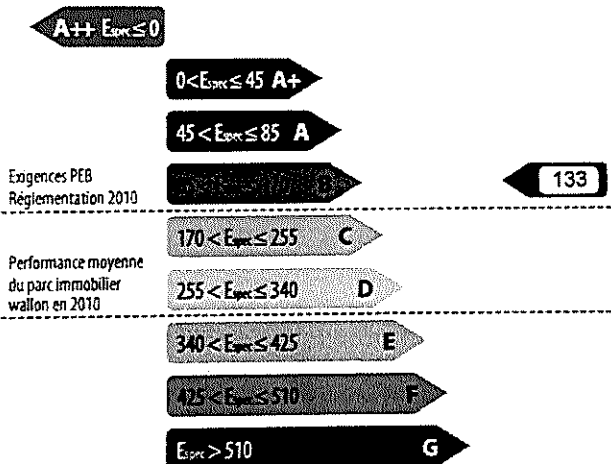 A++ Espec ≤ 0
0 < Espec ≤ 45 A+
45 < Espec ≤ 85 A
Exigences PEB
Réglementation 2010
B
133
170 < Espec ≤ 255 C
Performance moyenne
du parc immobilier
wallon en 2010
255 < Espec ≤ 340 D
340 < Espec ≤ 425 E
425 < Espec ≤ 510 F
Espec > 510 G